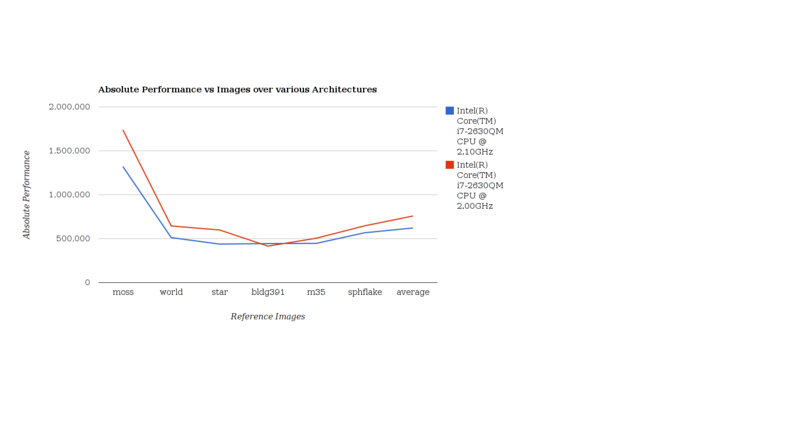 Absolute Performance vs Images over various Architectures
2,000,000
1,500,000
1,000,000
500,000
0
Absolute Performance
moss world star bldg391 m35 sphflake average
Reference Images
Intel(R)
Core(TM)
i7-2630QM
CPU @
2.10GHz
Intel(R)
Core(TM)
i7-2630QM
CPU @
2.00GHz